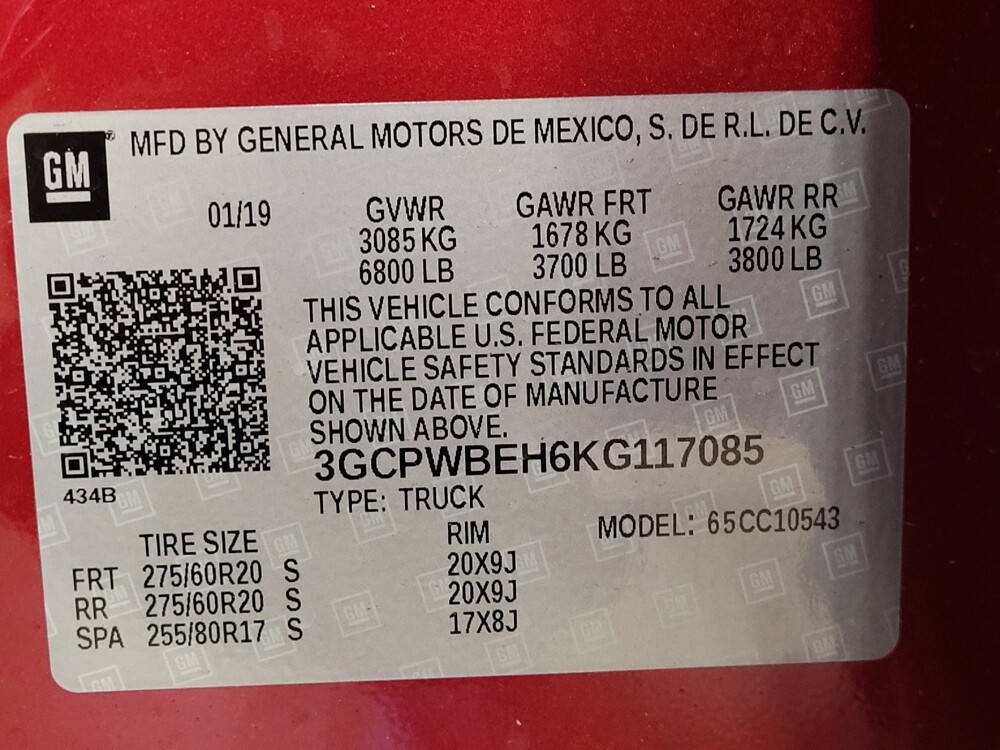 GM® MFD BY GENERAL MOTORS DE MEXICO, S. DE R.L. DE C.V.
01/19 GVWR GAWR FRT GAWR RR
3085 KG 1678 KG 1724 KG
6800 LB 3700 LB 3800 LB
THIS VEHICLE CONFORMS TO ALL
APPLICABLE U.S. FEDERAL MOTOR
VEHICLE SAFETY STANDARDS IN EFFECT
ON THE DATE OF MANUFACTURE
SHOWN ABOVE.
3GCPWBEH6KG117085
434B
TYPE: TRUCK
MODEL: 65CC10543
TIRE SIZE RIM
FRT 275/60R20 S 20X9J
RR 275/60R20 S 20X9J
SPA 255/80R17 S 17X8J